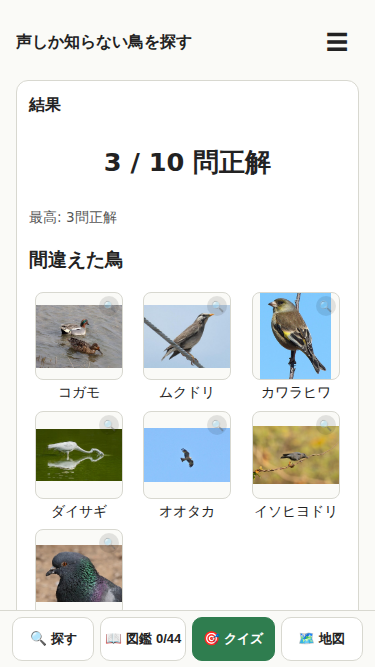 声しか知らない鳥を探す
結果
3 / 10 問正解
最高: 3問正解
間違えた鳥
コガモ
ムクドリ
カワラヒワ
ダイサギ
オオタカ
イソヒヨドリ
探す
図鑑 0/44
クイズ
地図